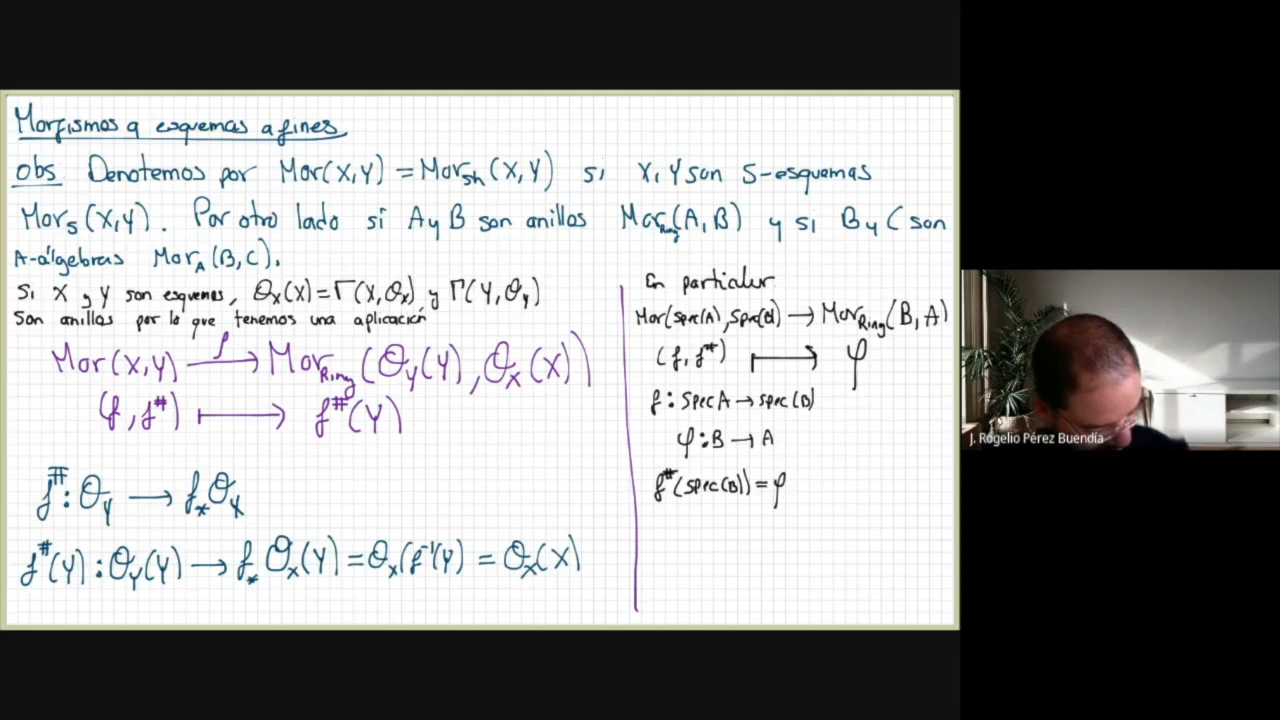 Morfismos a esquemas afines
obs Denotemos por Mor(X,Y) = Mor_Sh(X,Y) si X, Y son S-esquemas
Mor_S(X,Y). Por otro lado si A y B son anillos Mor_Ring(A,B) y si B y C son
A-álgebras Mor_A(B,C).
Si X y Y son esquemas, O_X(X) = Γ(X,O_X) y Γ(Y,O_Y)
son anillos por lo que tenemos una aplicación
Mor(X,Y) —ρ→ Mor_Ring(O_Y(Y), O_X(X))
(f, f^#) ⟼ f^#(Y)
f^#: O_Y → f_*O_X
f^#(Y): O_Y(Y) → f_*O_X(Y) = O_X(f^{-1}(Y) = O_X(X)
En particular
Mor(Spec(A), Spec(B)) → Mor_Ring(B,A)
(f, f^#) ⟼ φ
f: Spec A → Spec(B)
φ: B → A
f^#(Spec(B)) = φ
J. Rogelio Pérez Buendía